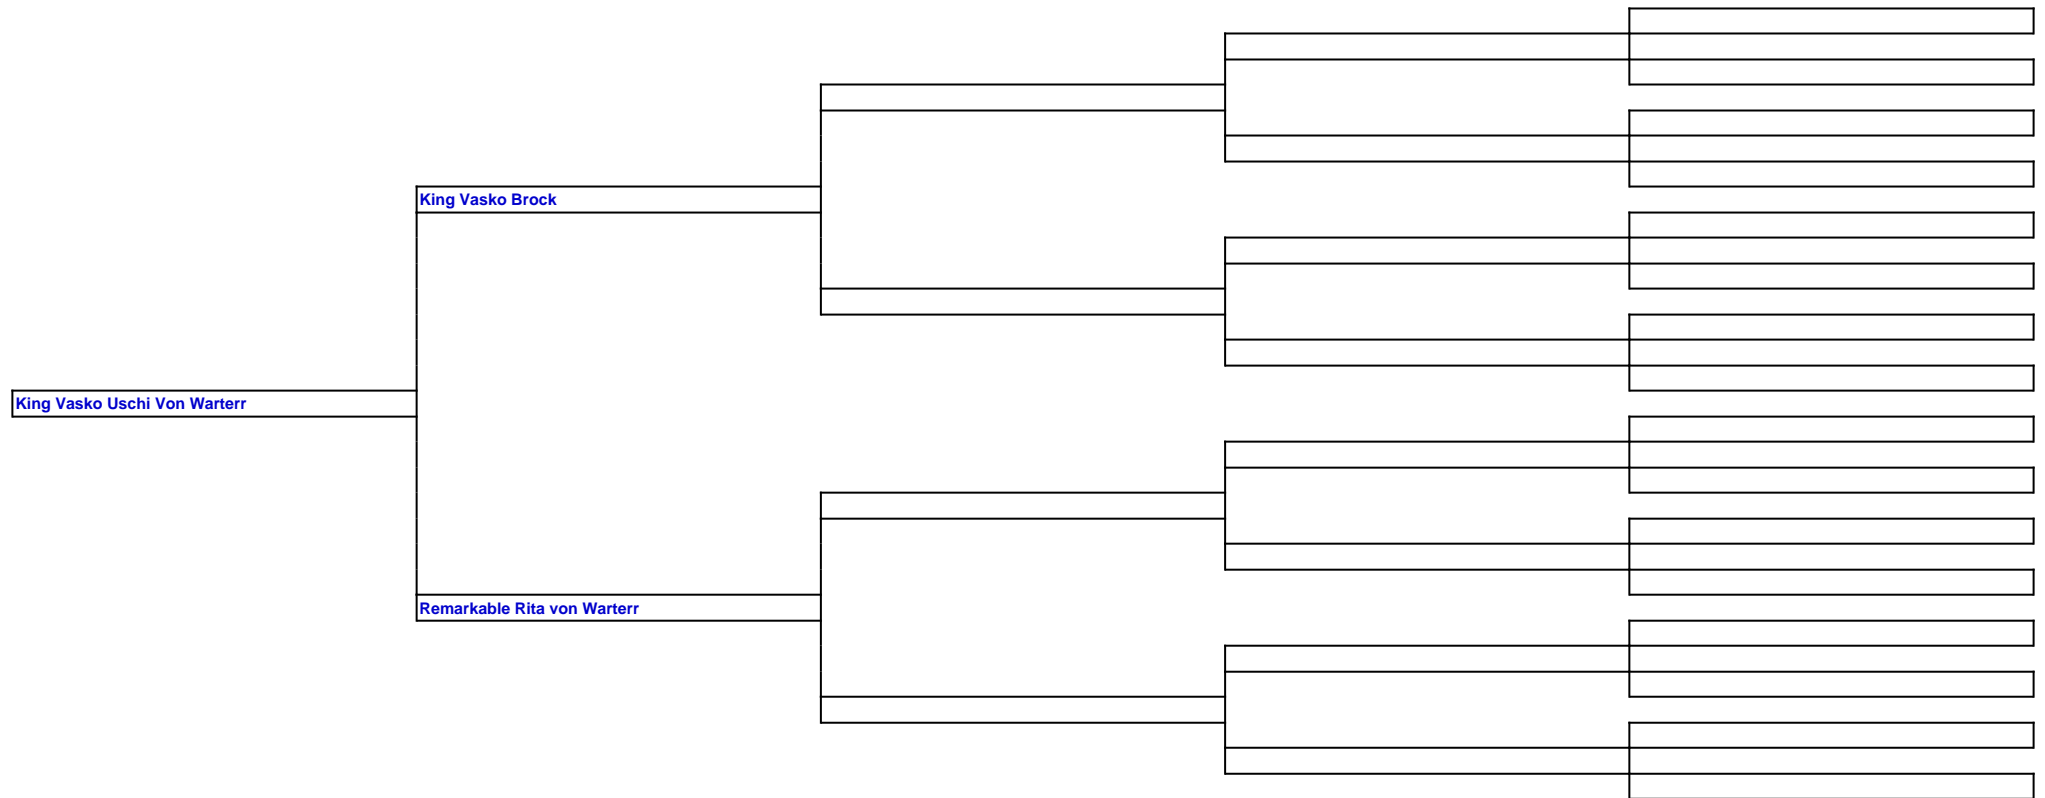 King Vasko Brock
King Vasko Uschi Von Warterr
Remarkable Rita von Warterr